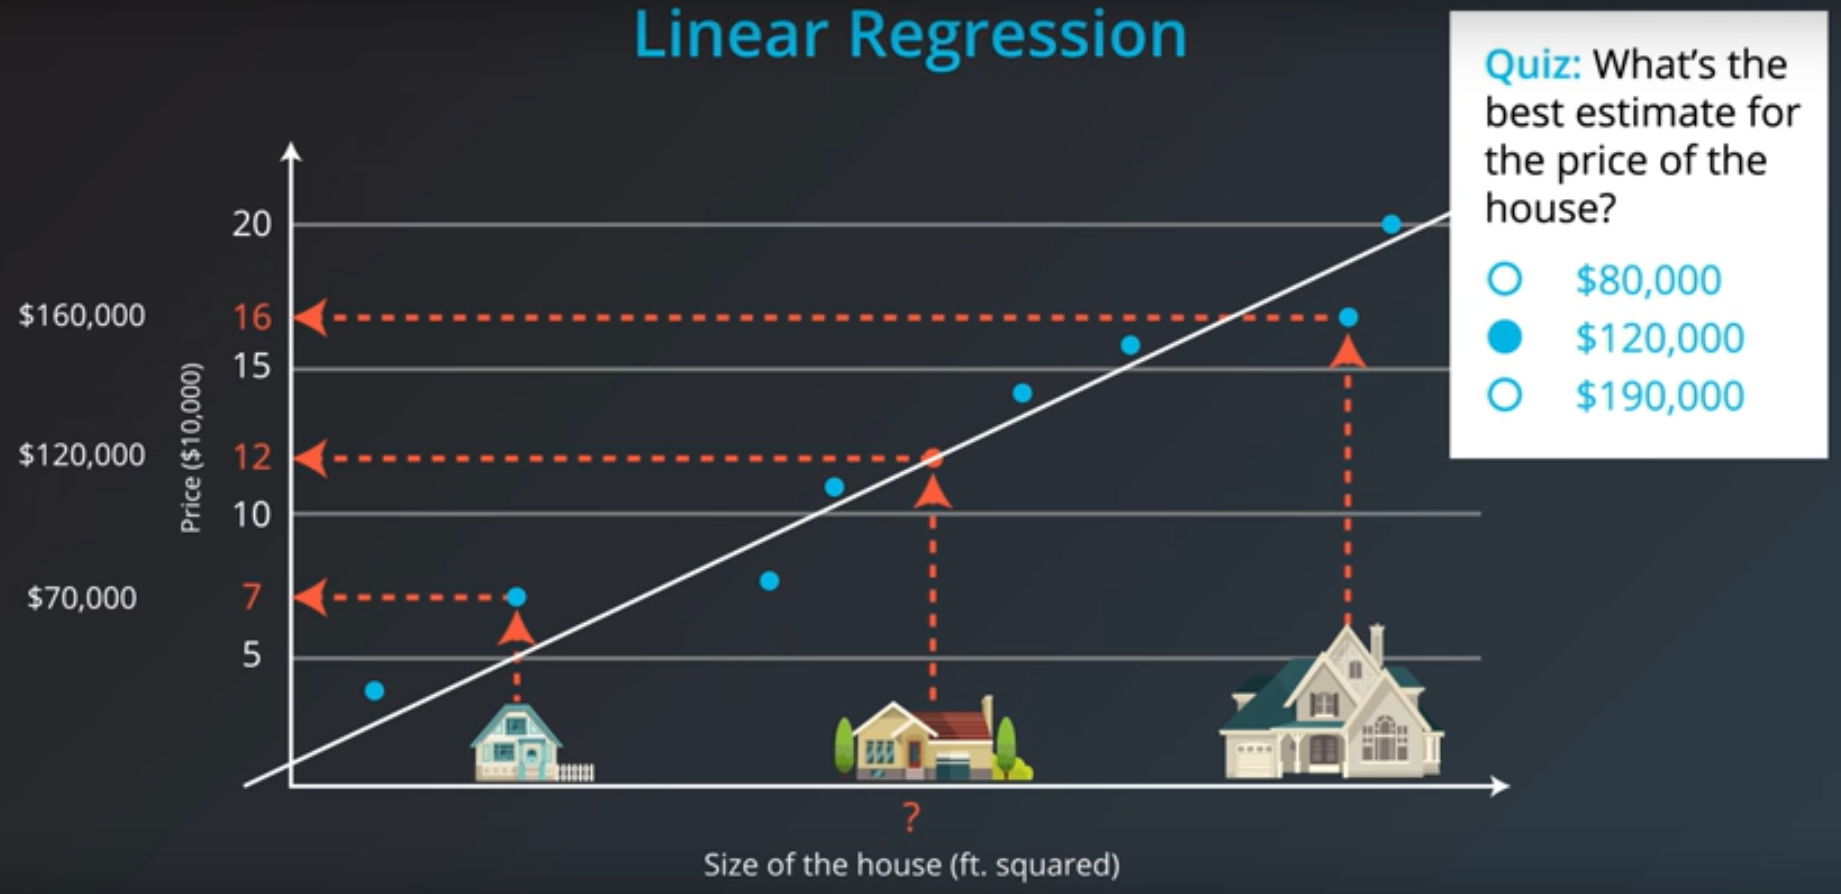 Linear Regression
Quiz: What's the
best estimate for
the price of the
house?
$80,000
$120,000
$190,000
20
$160,000 16
15
$120,000 12
10
$70,000 7
5
Price ($10,000)
?
Size of the house (ft. squared)